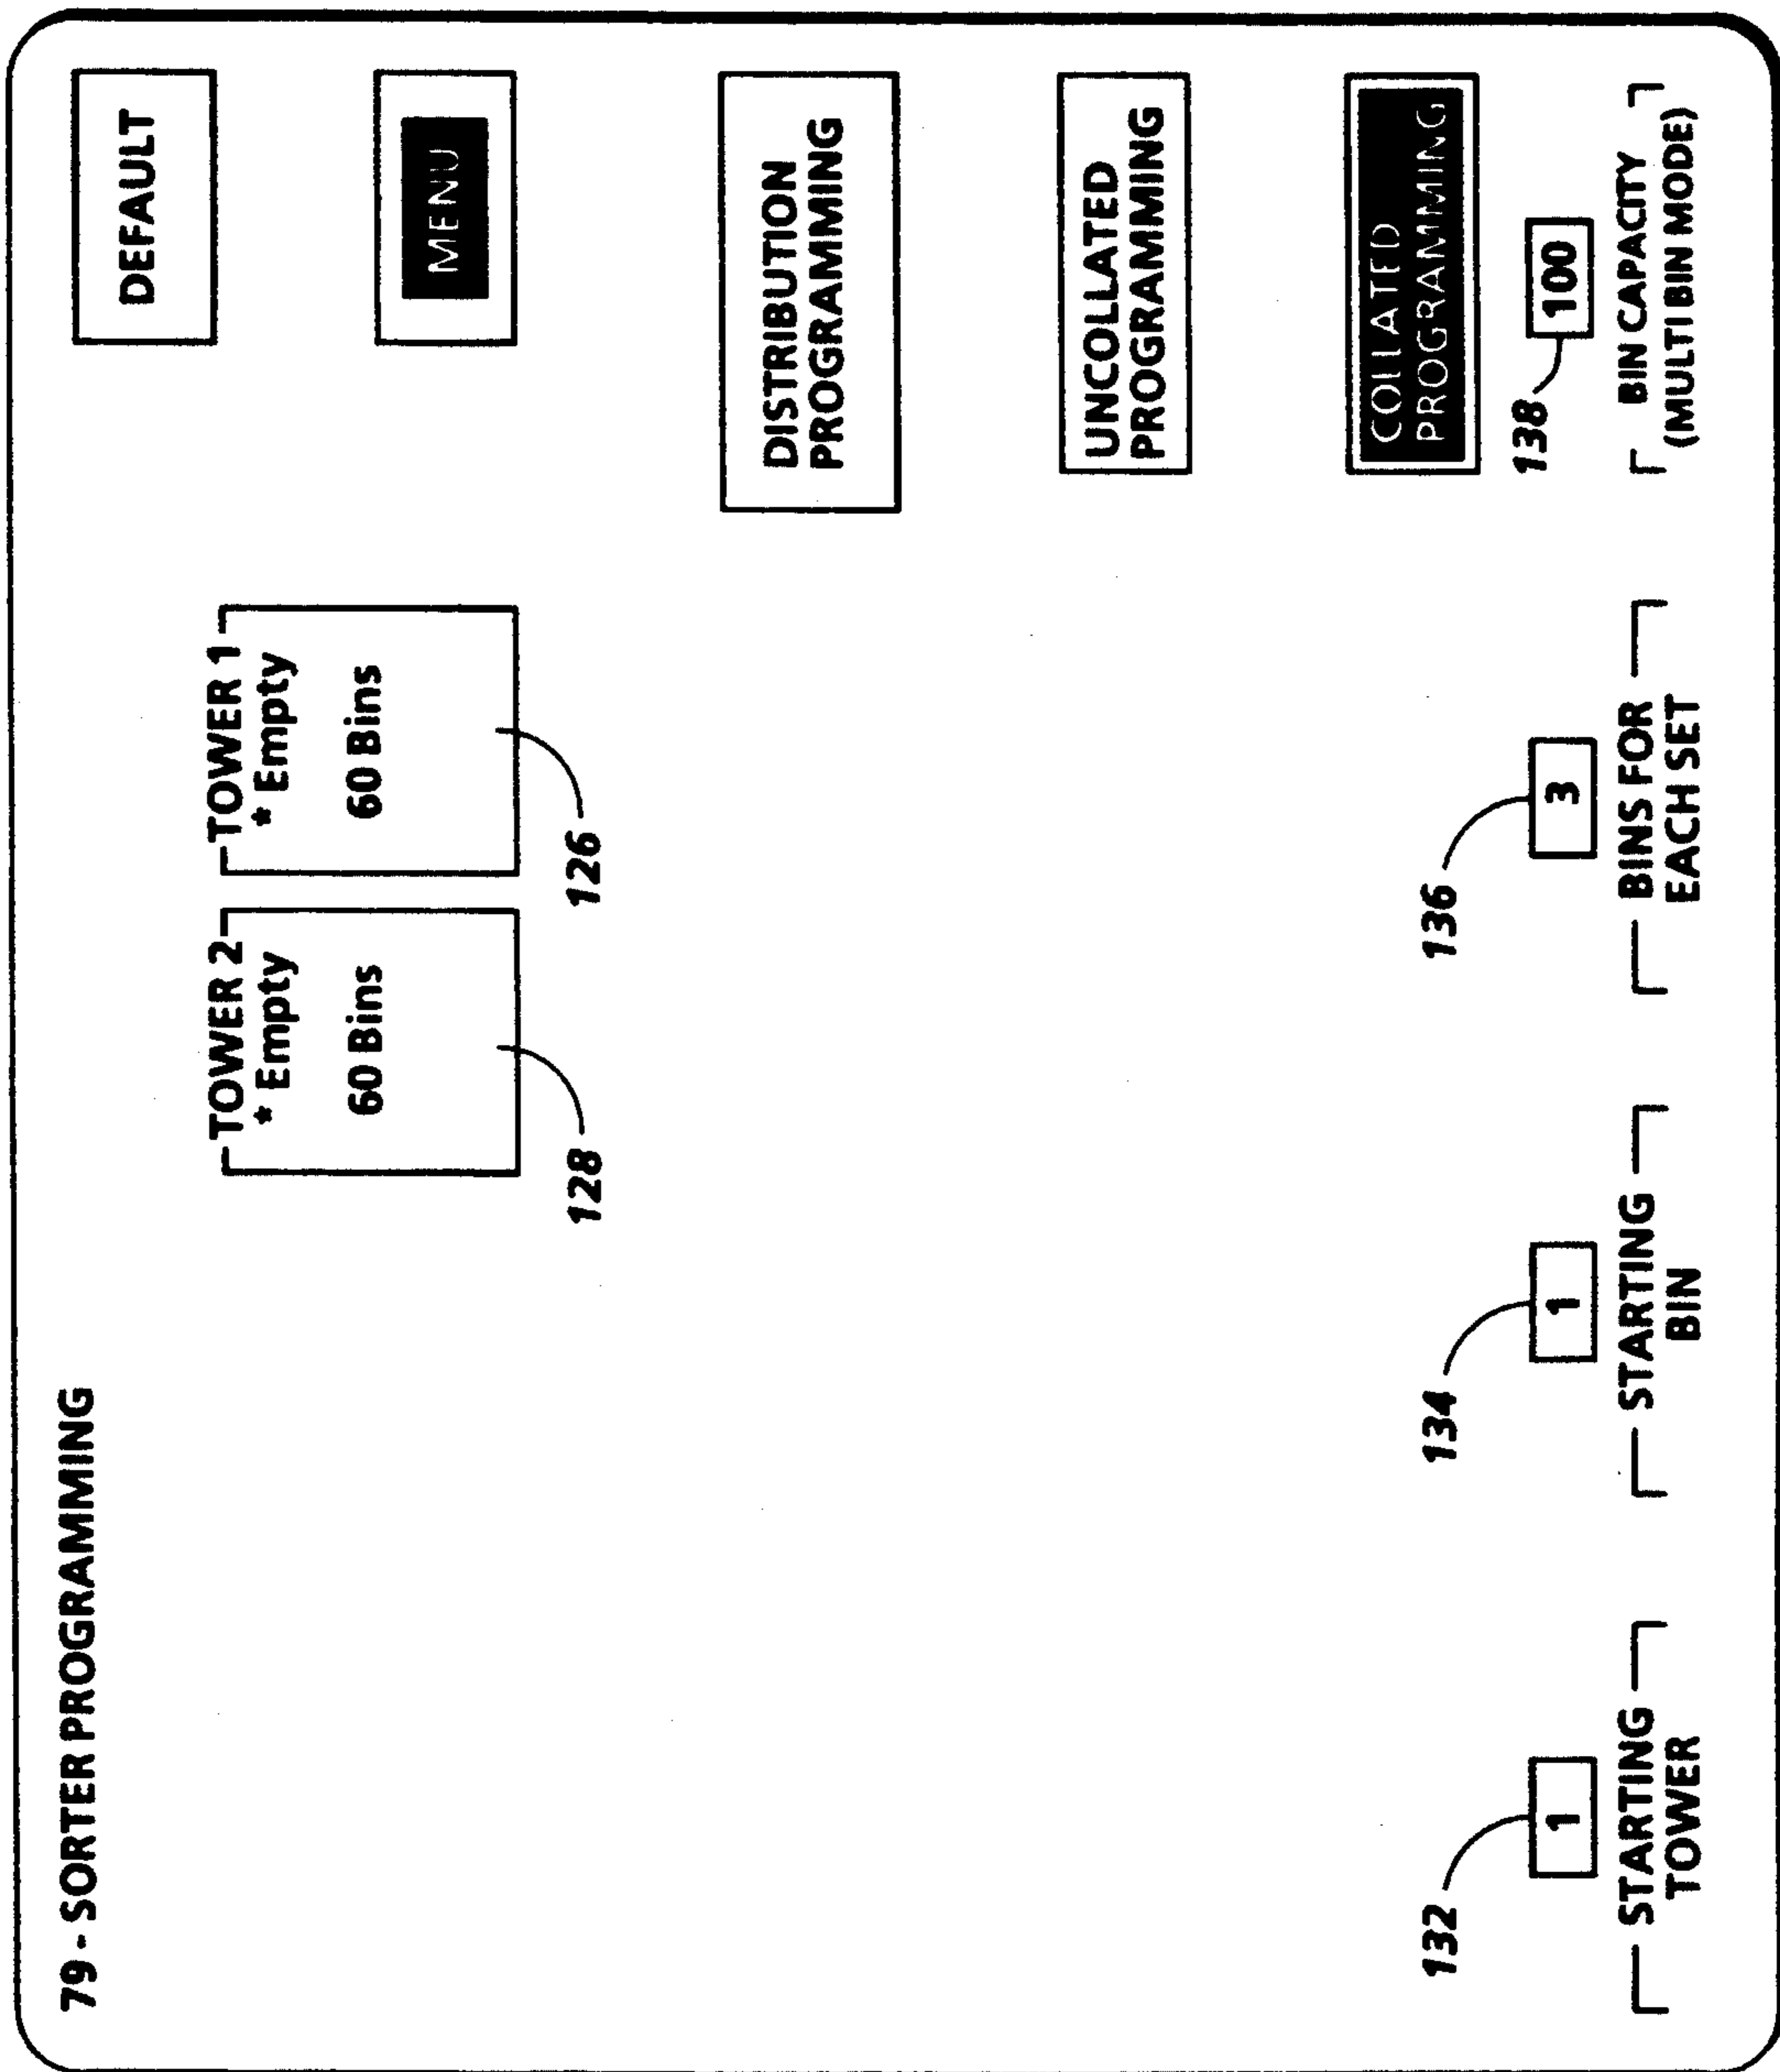 79 - SORTER PROGRAMMING
DEFAULT
TOWER 2
* Empty
60 Bins
128
TOWER 1
* Empty
60 Bins
126
MENU
DISTRIBUTION
PROGRAMMING
UNCOLLATED
PROGRAMMING
COLLATED
PROGRAMMING
132
1
STARTING
TOWER
134
1
STARTING
BIN
136
3
BINS FOR
EACH SET
138
100
BIN CAPACITY
(MULTI BIN MODE)